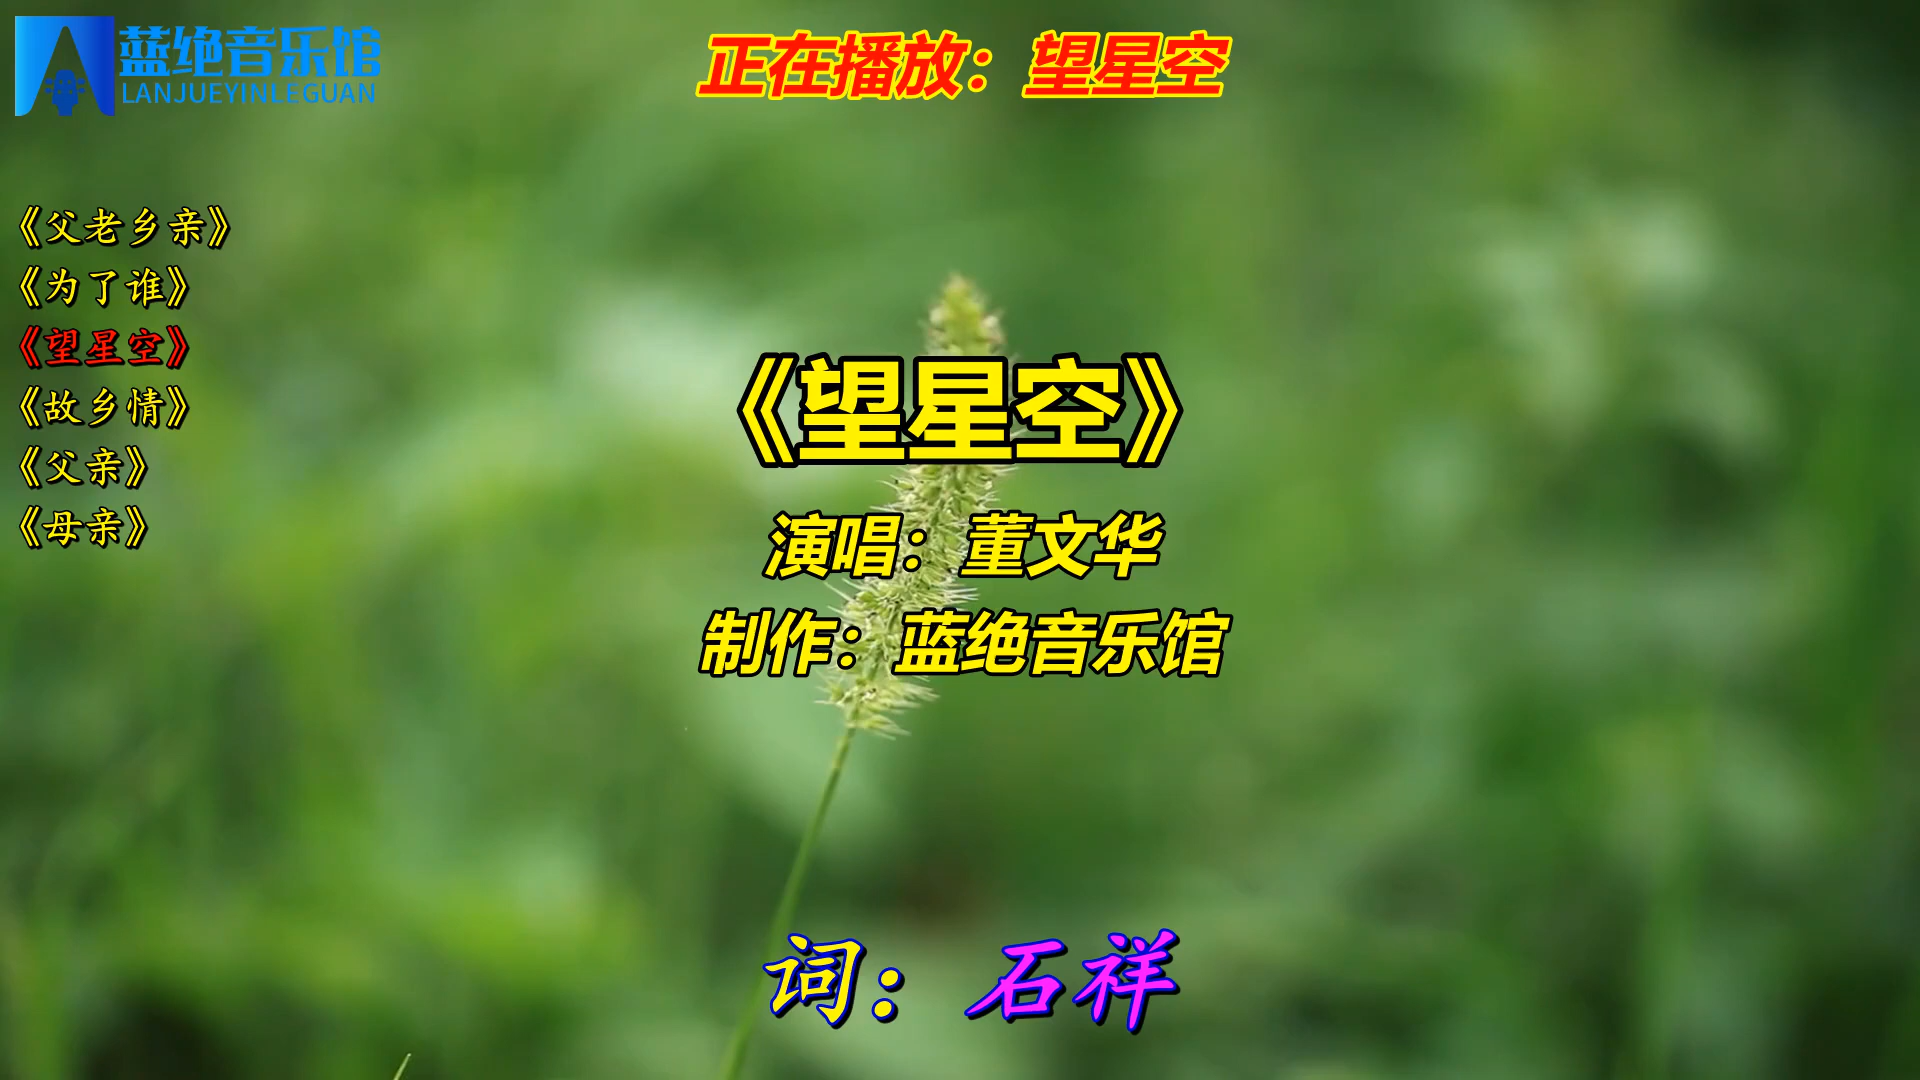 蓝绝音乐馆
LANJUEYINLEGUAN
正在播放：望星空
《父老乡亲》
《为了谁》
《望星空》
《故乡情》
《父亲》
《母亲》
《望星空》
演唱：董文华
制作：蓝绝音乐馆
词：石祥